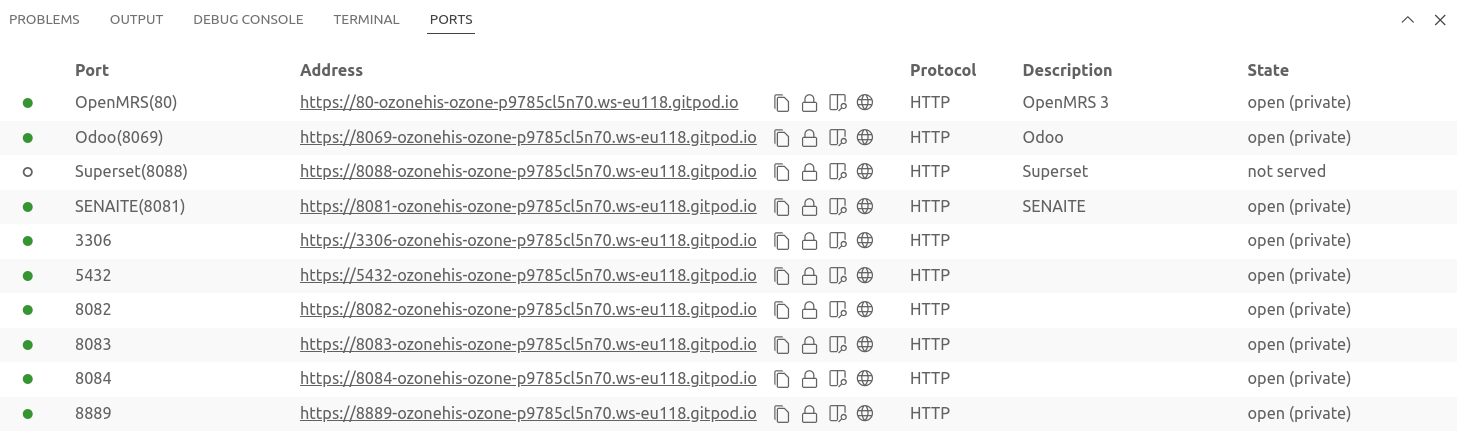 PROBLEMS OUTPUT DEBUG CONSOLE TERMINAL PORTS
Port Address Protocol Description State
OpenMRS(80) https://80-ozonehis-ozone-p9785cl5n70.ws-eu118.gitpod.io HTTP OpenMRS 3 open (private)
Odoo(8069) https://8069-ozonehis-ozone-p9785cl5n70.ws-eu118.gitpod.io HTTP Odoo open (private)
Superset(8088) https://8088-ozonehis-ozone-p9785cl5n70.ws-eu118.gitpod.io HTTP Superset not served
SENAITE(8081) https://8081-ozonehis-ozone-p9785cl5n70.ws-eu118.gitpod.io HTTP SENAITE open (private)
3306 https://3306-ozonehis-ozone-p9785cl5n70.ws-eu118.gitpod.io HTTP open (private)
5432 https://5432-ozonehis-ozone-p9785cl5n70.ws-eu118.gitpod.io HTTP open (private)
8082 https://8082-ozonehis-ozone-p9785cl5n70.ws-eu118.gitpod.io HTTP open (private)
8083 https://8083-ozonehis-ozone-p9785cl5n70.ws-eu118.gitpod.io HTTP open (private)
8084 https://8084-ozonehis-ozone-p9785cl5n70.ws-eu118.gitpod.io HTTP open (private)
8889 https://8889-ozonehis-ozone-p9785cl5n70.ws-eu118.gitpod.io HTTP open (private)